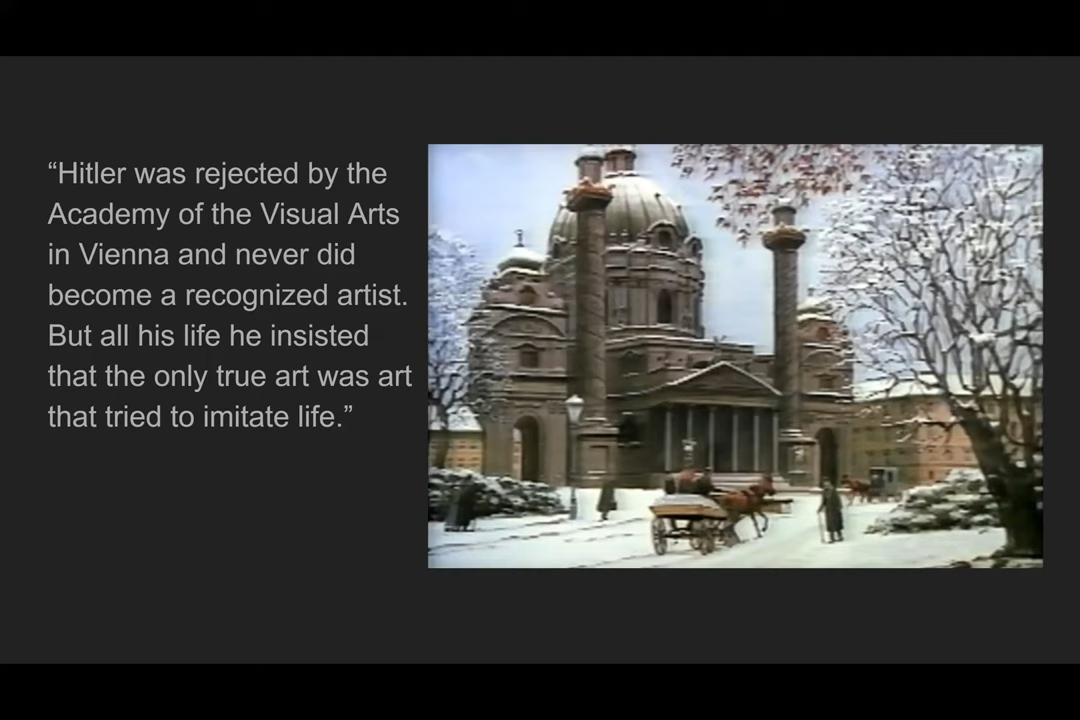 “Hitler was rejected by the
Academy of the Visual Arts
in Vienna and never did
become a recognized artist.
But all his life he insisted
that the only true art was art
that tried to imitate life.”